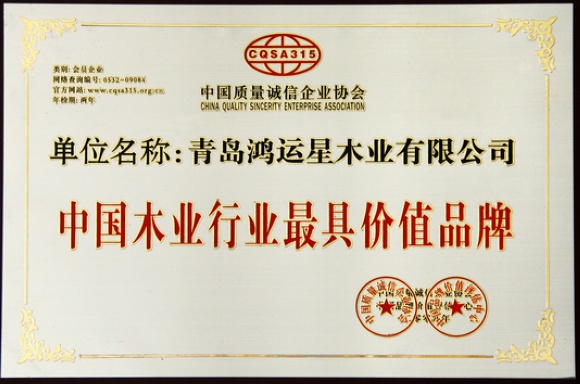 CQSA315
类别: 会员企业
网络查询编号: 0532-09084
官方网站: www.cqsa315.org.cn
年检期: 两年
中国质量诚信企业协会
CHINA QUALITY SINCERITY ENTERPRISE ASSOCIATION
单位名称: 青岛鸿运星木业有限公司
中国木业行业最具价值品牌